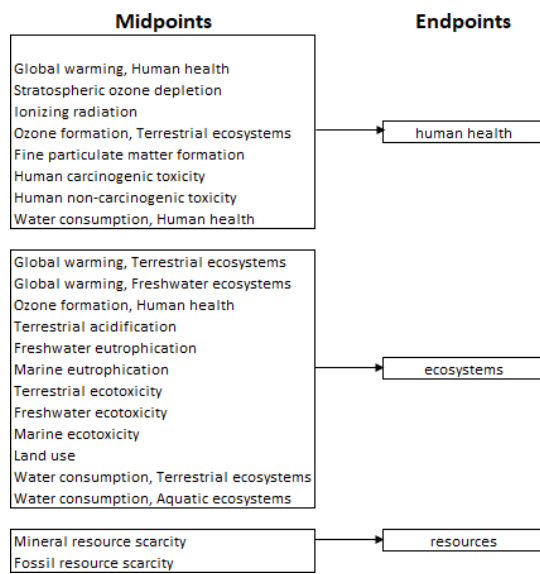 Midpoints
Endpoints
Global warming, Human health
Stratospheric ozone depletion
Ionizing radiation
Ozone formation, Terrestrial ecosystems
Fine particulate matter formation
Human carcinogenic toxicity
Human non-carcinogenic toxicity
Water consumption, Human health
human health
Global warming, Terrestrial ecosystems
Global warming, Freshwater ecosystems
Ozone formation, Human health
Terrestrial acidification
Freshwater eutrophication
Marine eutrophication
Terrestrial ecotoxicity
Freshwater ecotoxicity
Marine ecotoxicity
Land use
Water consumption, Terrestrial ecosystems
Water consumption, Aquatic ecosystems
ecosystems
Mineral resource scarcity
Fossil resource scarcity
resources